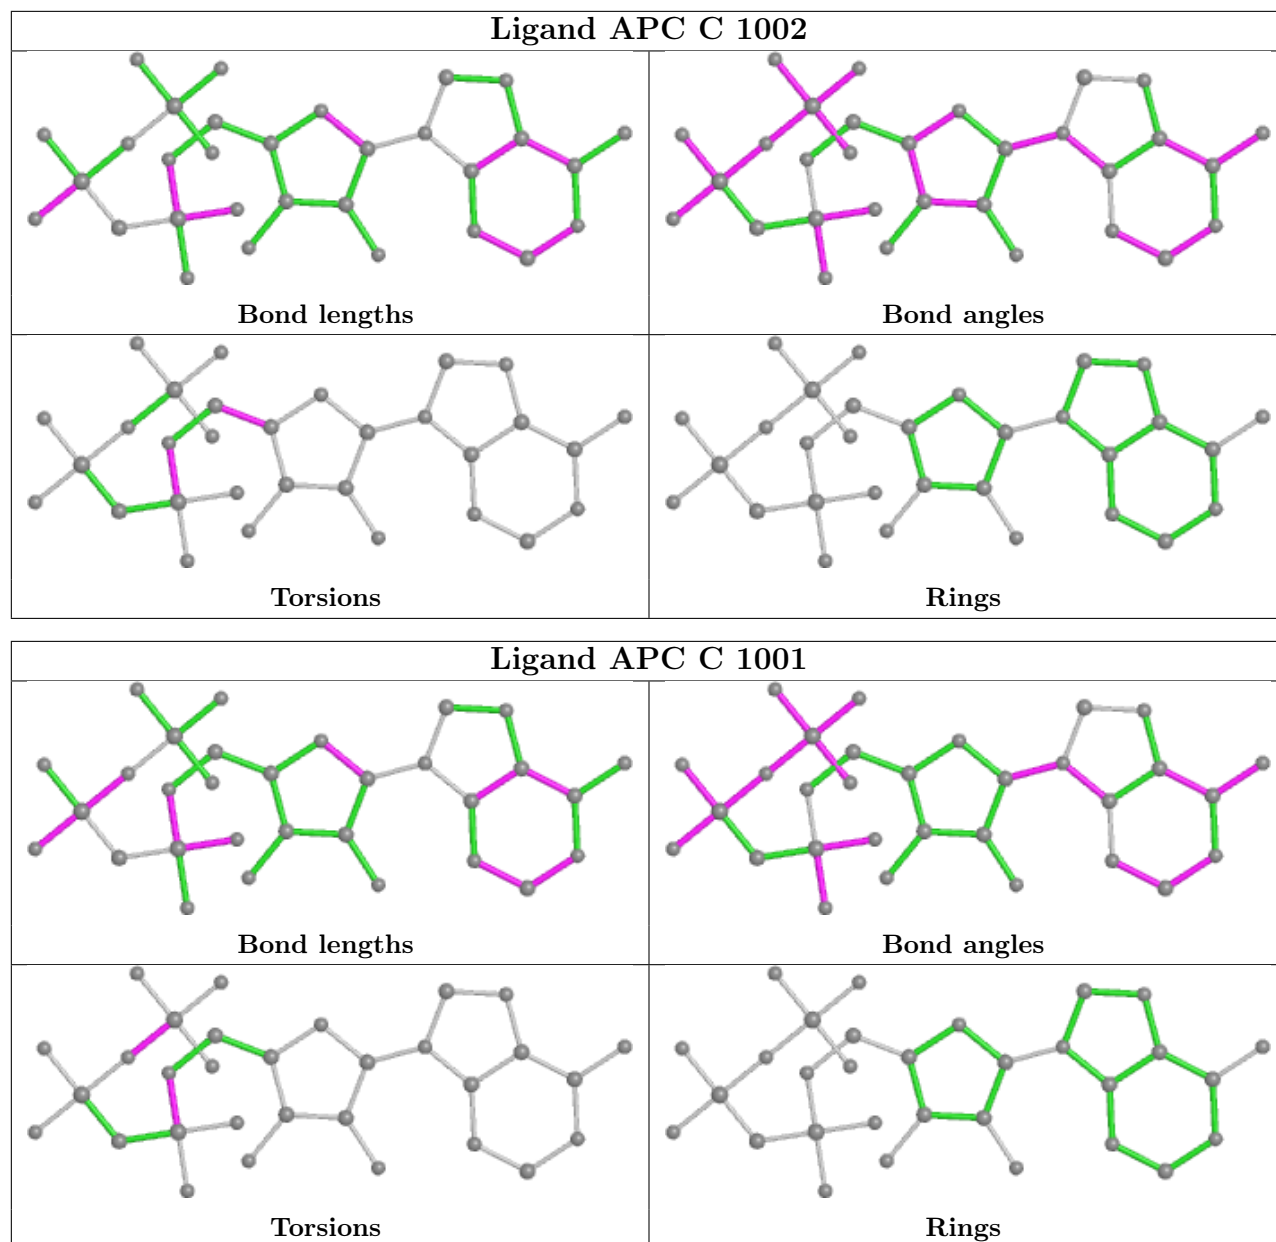 Ligand APC C 1002
Bond lengths
Bond angles
Torsions
Rings
Ligand APC C 1001
Bond lengths
Bond angles
Torsions
Rings